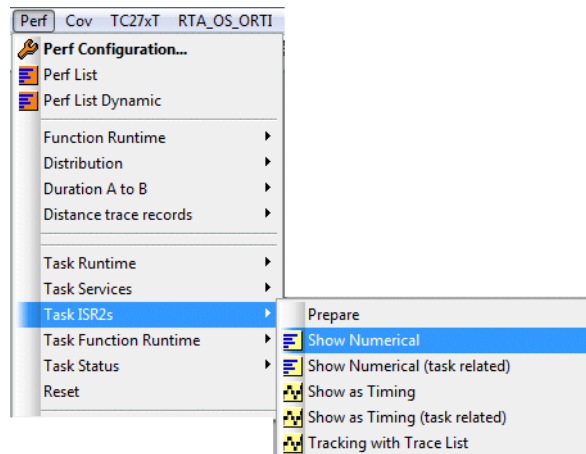 Perf Cov TC27xT RTA_OS_ORTI
Perf Configuration...
Perf List
Perf List Dynamic
Function Runtime
Distribution
Duration A to B
Distance trace records
Task Runtime
Task Services
Task ISR2s
Task Function Runtime
Task Status
Reset
Prepare
Show Numerical
Show Numerical (task related)
Show as Timing
Show as Timing (task related)
Tracking with Trace List